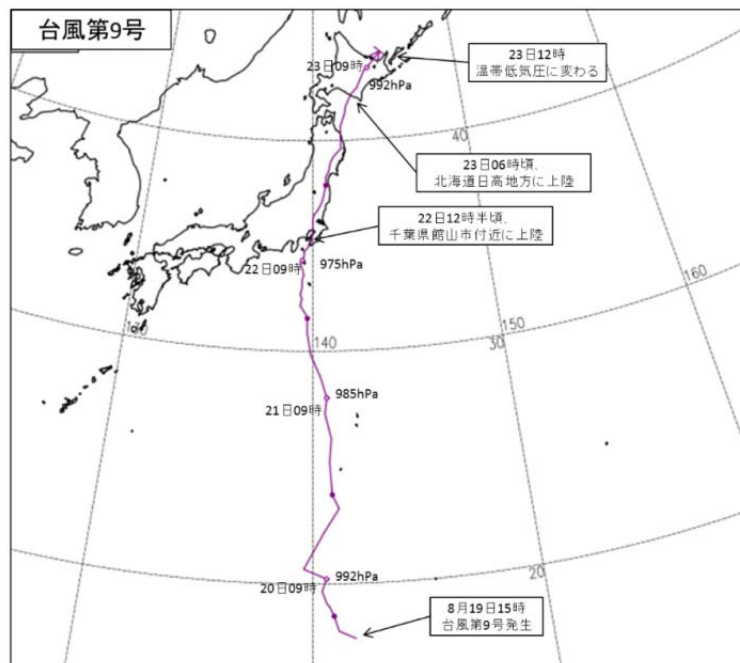 台風第9号
23日12時
温帯低気圧に変わる
23日09時
992hPa
40
23日06時頃、
北海道日高地方に上陸
22日12時半頃、
千葉県館山市付近に上陸
22日09時
975hPa
160
150
130
140
30
985hPa
21日09時
992hPa
20日09時
20
8月19日15時
台風第9号発生